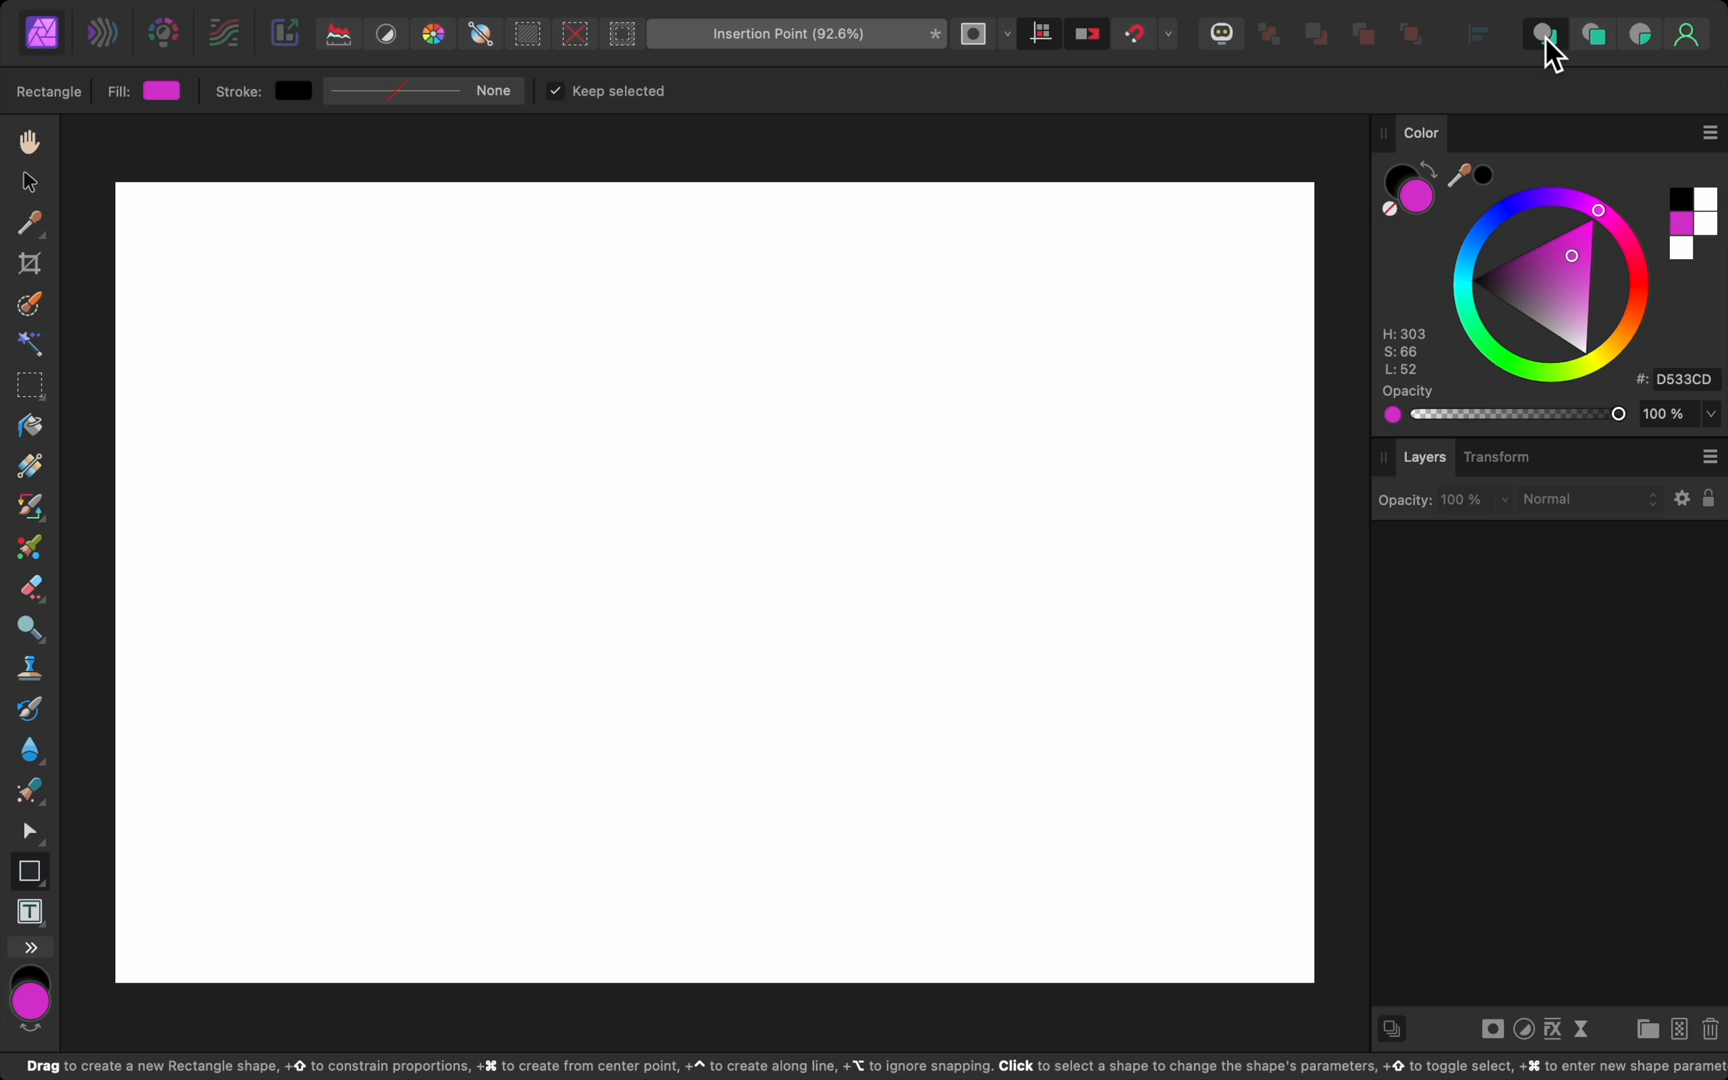 Insertion Point (92.6%) *
Rectangle Fill: Stroke: None Keep selected
Color
H: 303
S: 66
L: 52
#: D533CD
Opacity
100 %
Layers Transform
Opacity: 100 % Normal
T
FX
Drag to create a new Rectangle shape, +⇧ to constrain proportions, +⌘ to create from center point, +⌃ to create along line, +⌥ to ignore snapping. Click to select a shape to change the shape's parameters, +⇧ to toggle select, +⌘ to enter new shape paramet